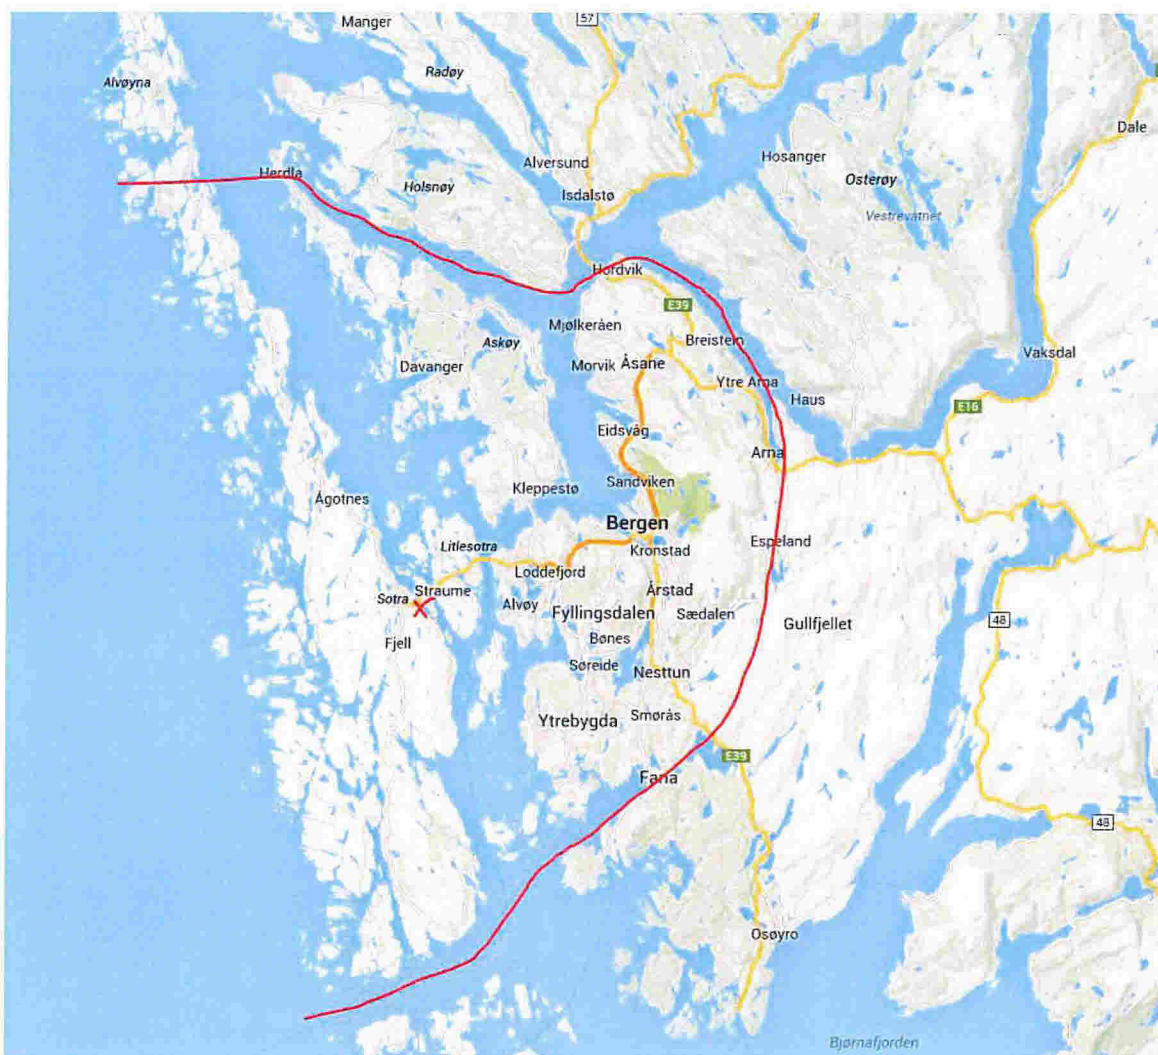 57
Manger
Radøy
Alvøyna
Dale
Alversund
Hosanger
Herdla
Holsnøy
Osterøy
Isdalstø
Vestrevatnet
Hordvik
E39
Mjølkeråen
Breistein
Askøy
Vaksdal
Davanger
Morvik
Åsane
Ytre Arna
Haus
E16
Eidsvåg
Arna
Sandviken
Kleppestø
Ågotnes
Bergen
Espeland
Litlesotra
Kronstad
Loddefjord
Straume
Årstad
Sotra
Alvøy
Fyllingsdalen
Sædalen
Gullfjellet
48
Fjell
Bønes
Søreide
Nesttun
Smørås
Ytrebygda
E39
Fana
48
Osøyro
Bjørnafjorden